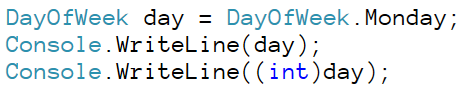 DayOfWeek day = DayOfWeek.Monday;
Console.WriteLine(day);
Console.WriteLine((int)day);